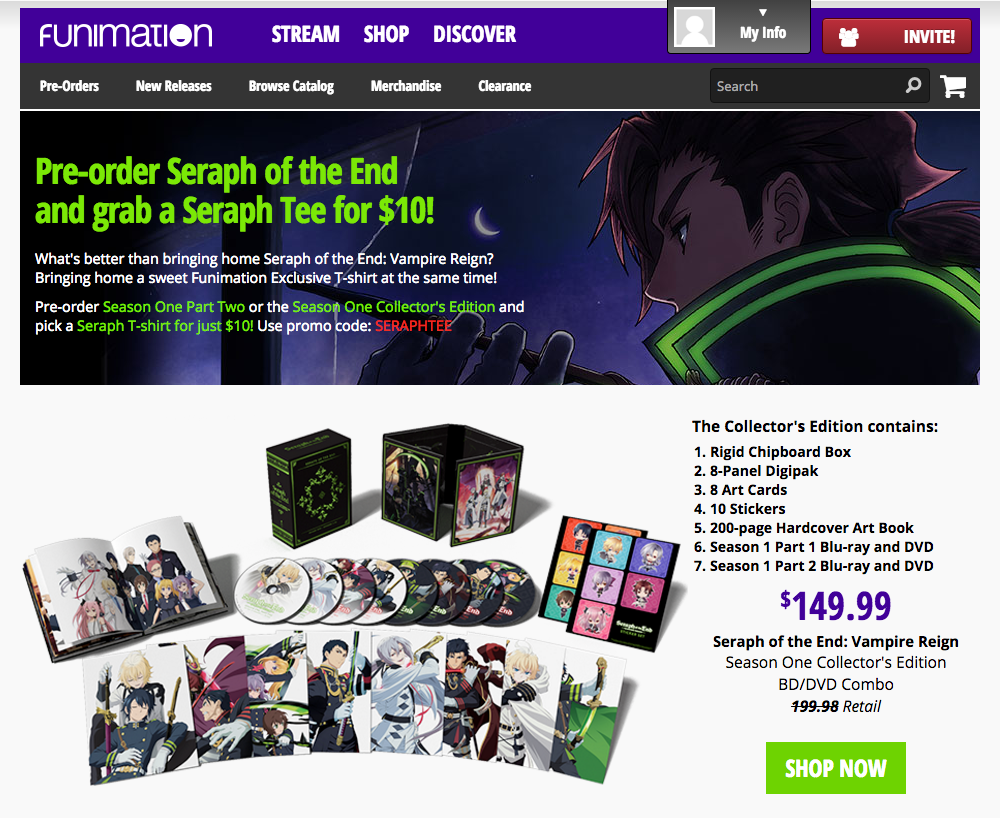 FUNIMATION
STREAM SHOP DISCOVER
My Info
INVITE!
Pre-Orders New Releases Browse Catalog Merchandise Clearance
Search
Pre-order Seraph of the End
and grab a Seraph Tee for $10!
What's better than bringing home Seraph of the End: Vampire Reign?
Bringing home a sweet Funimation Exclusive T-shirt at the same time!
Pre-order Season One Part Two or the Season One Collector's Edition and
pick a Seraph T-shirt for just $10! Use promo code: SERAPHTEE
The Collector's Edition contains:
1. Rigid Chipboard Box
2. 8-Panel Digipak
3. 8 Art Cards
4. 10 Stickers
5. 200-page Hardcover Art Book
6. Season 1 Part 1 Blu-ray and DVD
7. Season 1 Part 2 Blu-ray and DVD
$149.99
Seraph of the End: Vampire Reign
Season One Collector's Edition
BD/DVD Combo
199.98 Retail
SHOP NOW
Seraph of the End
STICKER SET